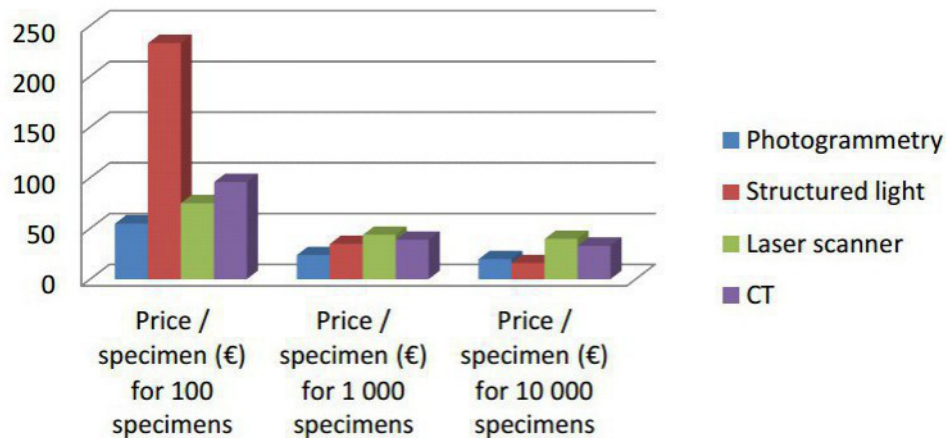 250
200
150
100
50
0
Price /
specimen (€)
for 100
specimens
Price /
specimen (€)
for 1 000
specimens
Price /
specimen (€)
for 10 000
specimens
Photogrammetry
Structured light
Laser scanner
CT